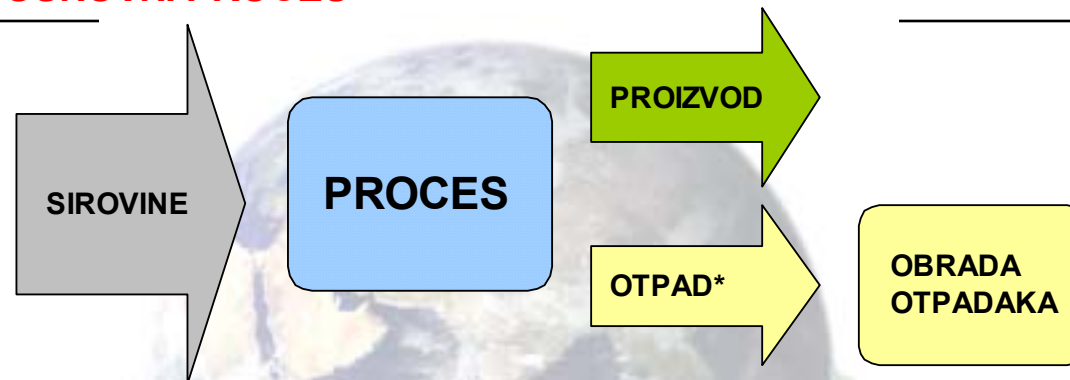 SIROVINE
PROCES
PROIZVOD
OTPAD*
OBRADA
OTPADAKA